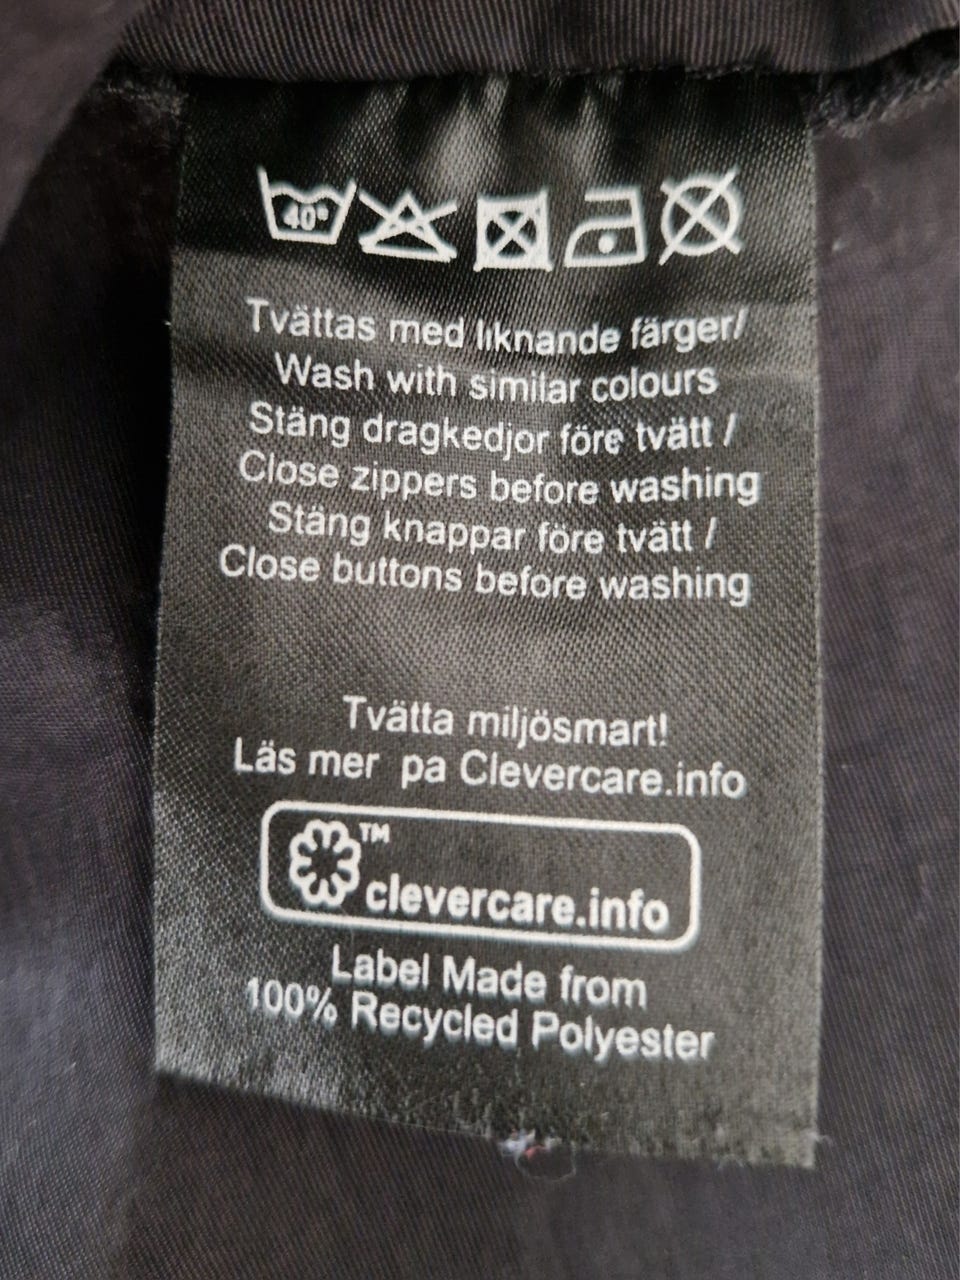 40°
Tvättas med liknande färger/
Wash with similar colours
Stäng dragkedjor före tvätt /
Close zippers before washing
Stäng knappar före tvätt /
Close buttons before washing
Tvätta miljösmart!
Läs mer pa Clevercare.info
TM
clevercare.info
Label Made from
100% Recycled Polyester